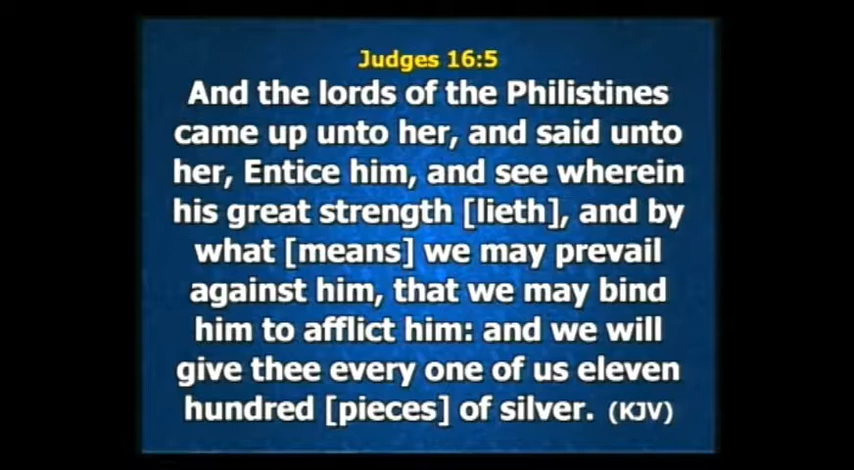 Judges 16:5
And the lords of the Philistines
came up unto her, and said unto
her, Entice him, and see wherein
his great strength [lieth], and by
what [means] we may prevail
against him, that we may bind
him to afflict him: and we will
give thee every one of us eleven
hundred [pieces] of silver. (KJV)